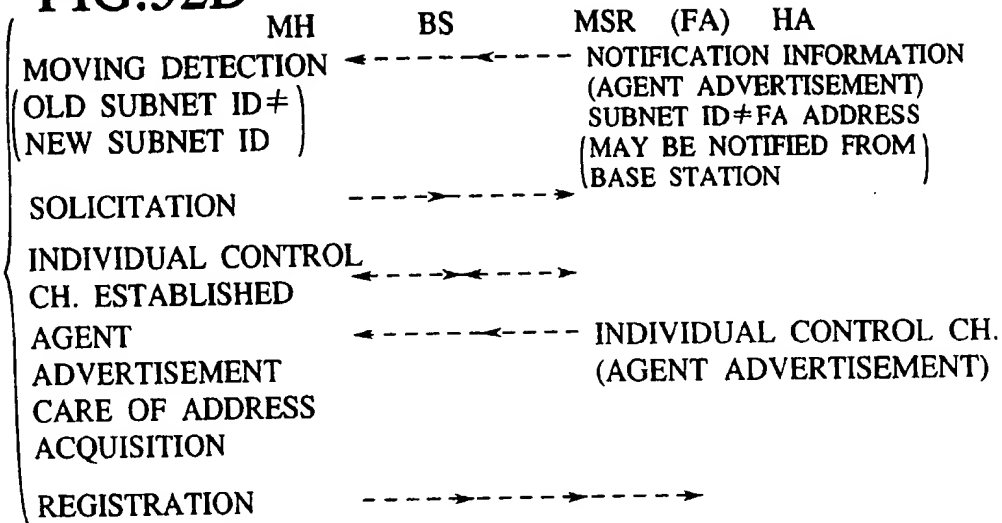 MH BS MSR (FA) HA
MOVING DETECTION
(OLD SUBNET ID≠
NEW SUBNET ID)
NOTIFICATION INFORMATION
(AGENT ADVERTISEMENT)
SUBNET ID≠FA ADDRESS
(MAY BE NOTIFIED FROM
BASE STATION)
SOLICITATION
INDIVIDUAL CONTROL
CH. ESTABLISHED
AGENT
ADVERTISEMENT
CARE OF ADDRESS
ACQUISITION
INDIVIDUAL CONTROL CH.
(AGENT ADVERTISEMENT)
REGISTRATION